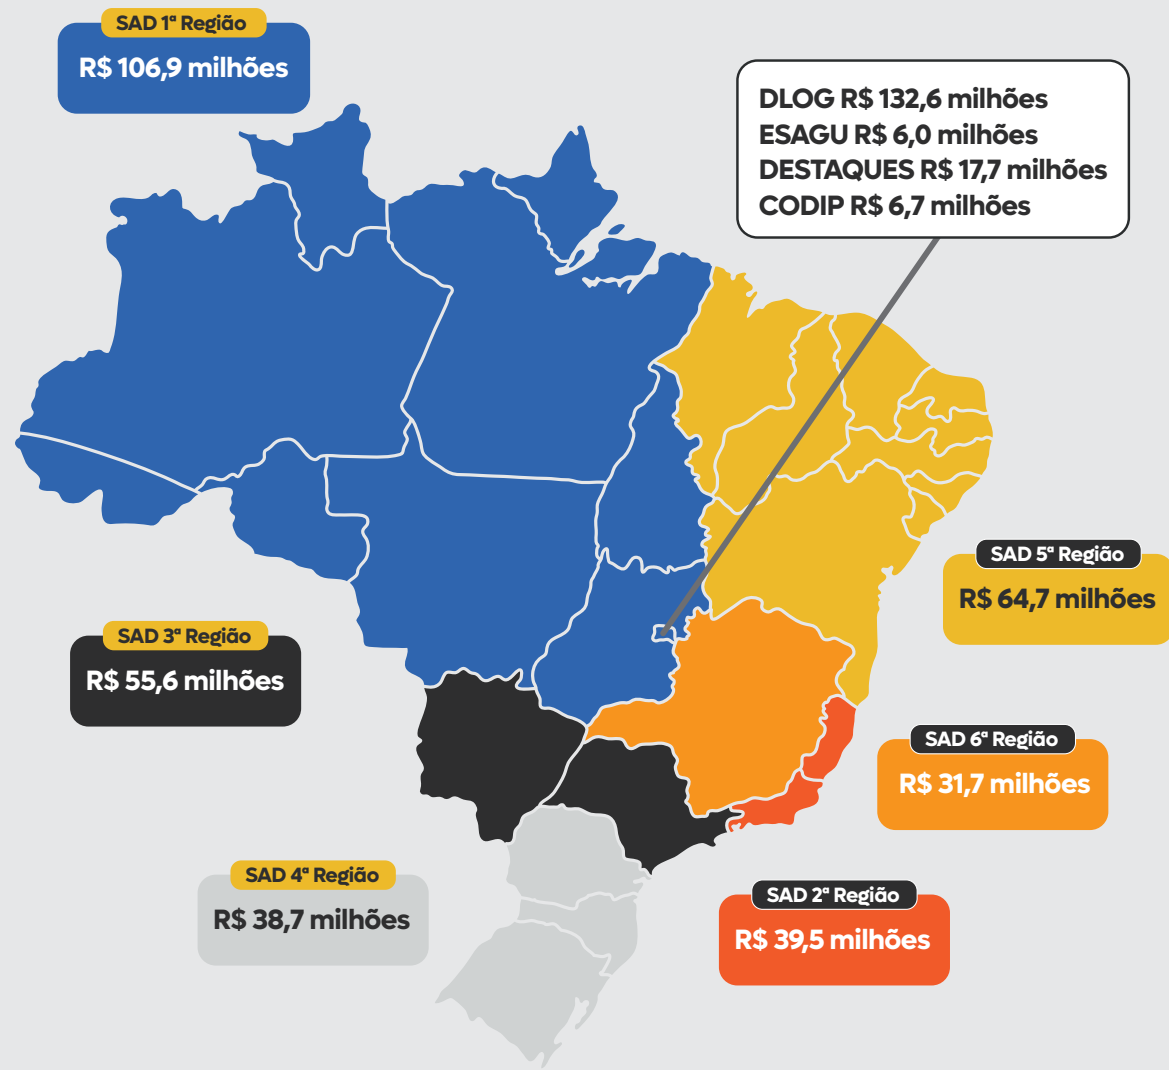 SAD 1ª Região
R$ 106,9 milhões
DLOG R$ 132,6 milhões
ESAGU R$ 6,0 milhões
DESTAQUES R$ 17,7 milhões
CODIP R$ 6,7 milhões
SAD 5ª Região
R$ 64,7 milhões
SAD 3ª Região
R$ 55,6 milhões
SAD 6ª Região
R$ 31,7 milhões
SAD 4ª Região
R$ 38,7 milhões
SAD 2ª Região
R$ 39,5 milhões